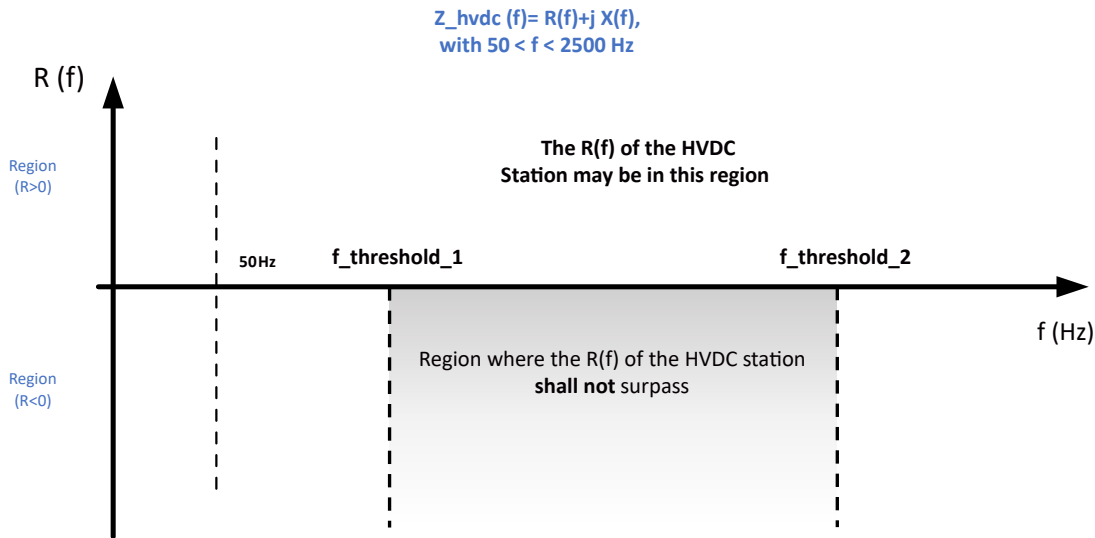 Z_hvdc (f)= R(f)+j X(f),
with 50 < f < 2500 Hz
R (f)
The R(f) of the HVDC
Station may be in this region
Region
(R>0)
50Hz
f_threshold_1
f_threshold_2
f (Hz)
Region where the R(f) of the HVDC station
shall not surpass
Region
(R<0)